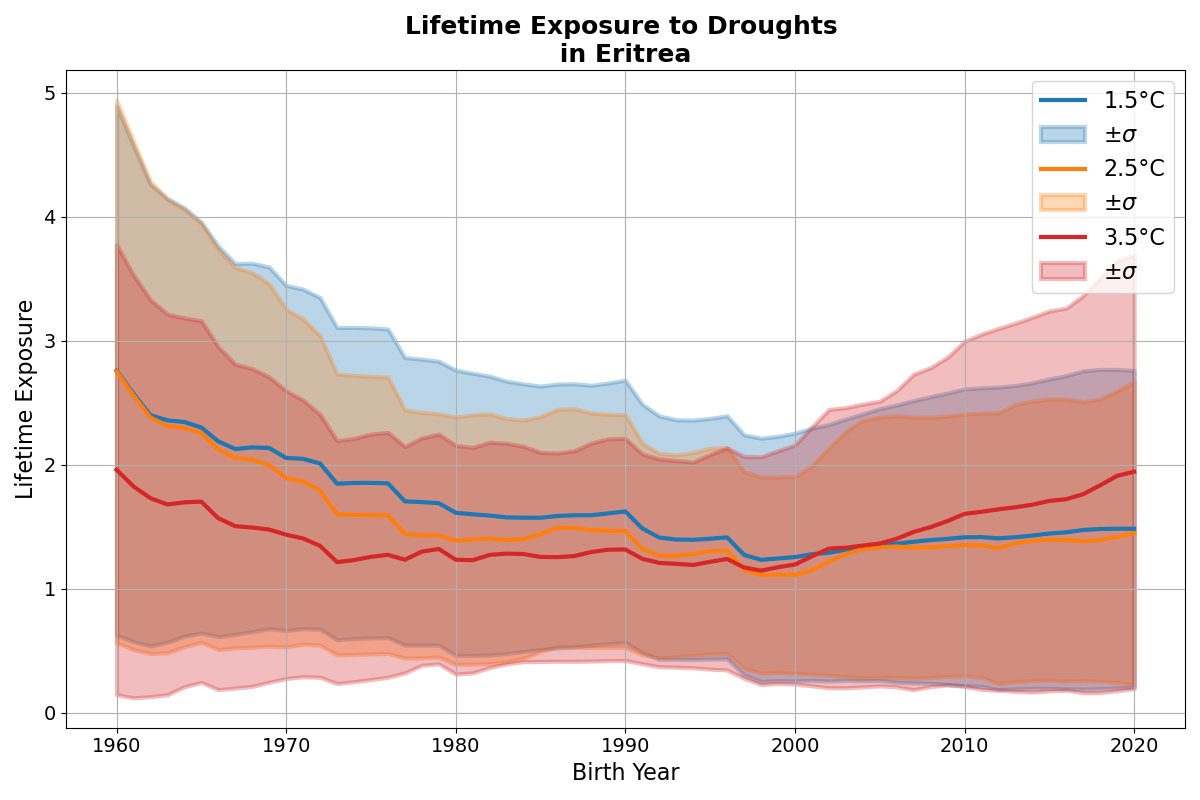 Lifetime Exposure to Droughts
in Eritrea
5
4
3
2
1
0
Lifetime Exposure
1.5°C
±σ
2.5°C
±σ
3.5°C
±σ
1960 1970 1980 1990 2000 2010 2020
Birth Year